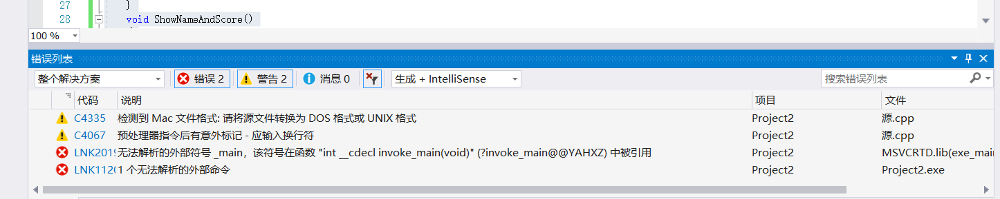 27 }
28 void ShowNameAndScore()
100 %
错误列表
整个解决方案 错误 2 警告 2 消息 0 生成 + IntelliSense 搜索错误列表
代码 说明 项目 文件
C4335 检测到 Mac 文件格式: 请将源文件转换为 DOS 格式或 UNIX 格式 Project2 源.cpp
C4067 预处理器指令后有意外标记 - 应输入换行符 Project2 源.cpp
LNK2019 无法解析的外部符号 _main，该符号在函数 "int __cdecl invoke_main(void)" (?invoke_main@@YAHXZ) 中被引用 Project2 MSVCRTD.lib(exe_main
LNK1120 1 个无法解析的外部命令 Project2 Project2.exe